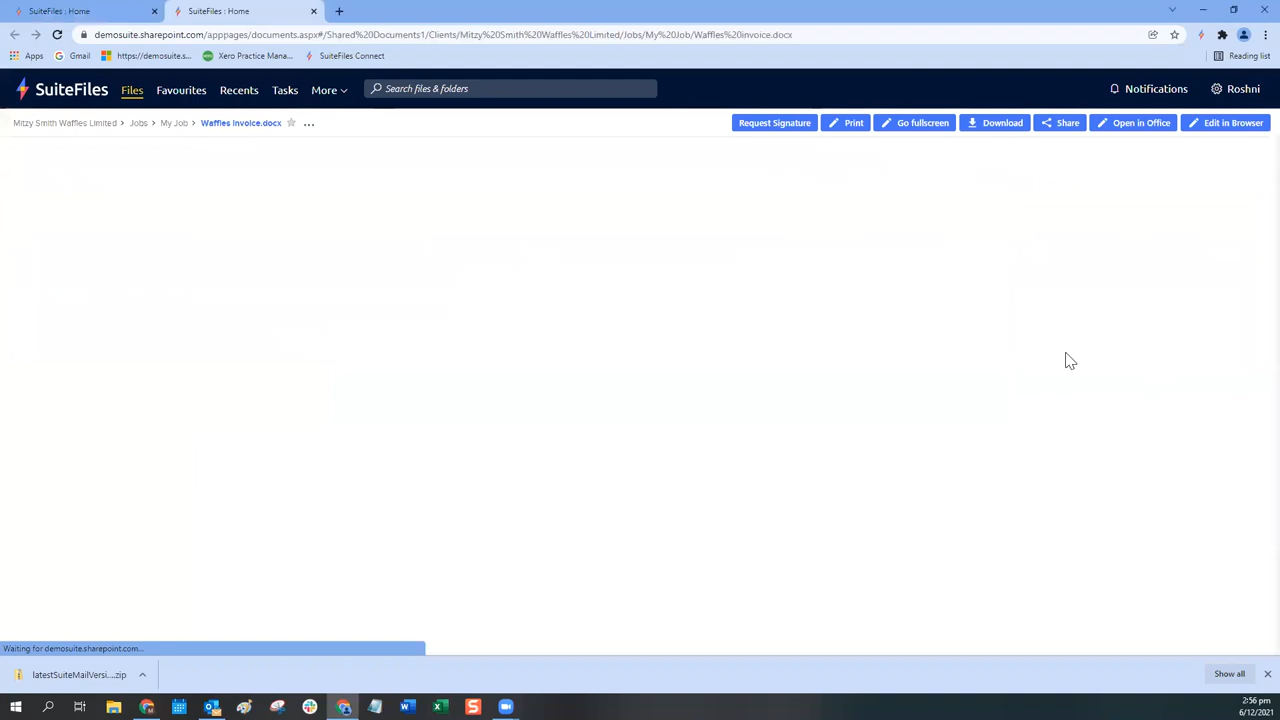 SuiteFiles : Home
SuiteFiles : Home
demosuite.sharepoint.com/apppages/documents.aspx#/Shared%20Documents1/Clients/Mitzy%20Smith%20Waffles%20Limited/Jobs/My%20Job/Waffles%20invoice.docx
Apps
Gmail
https://demosuite.s...
Xero Practice Mana...
SuiteFiles Connect
Reading list
SuiteFiles
Files
Favourites
Recents
Tasks
More
Search files & folders
Notifications
Roshni
Mitzy Smith Waffles Limited > Jobs > My Job > Waffles invoice.docx ...
Request Signature
Print
Go fullscreen
Download
Share
Open in Office
Edit in Browser
Waiting for demosuite.sharepoint.com...
latestSuiteMailVersi....zip
Show all
2:56 pm
6/12/2021